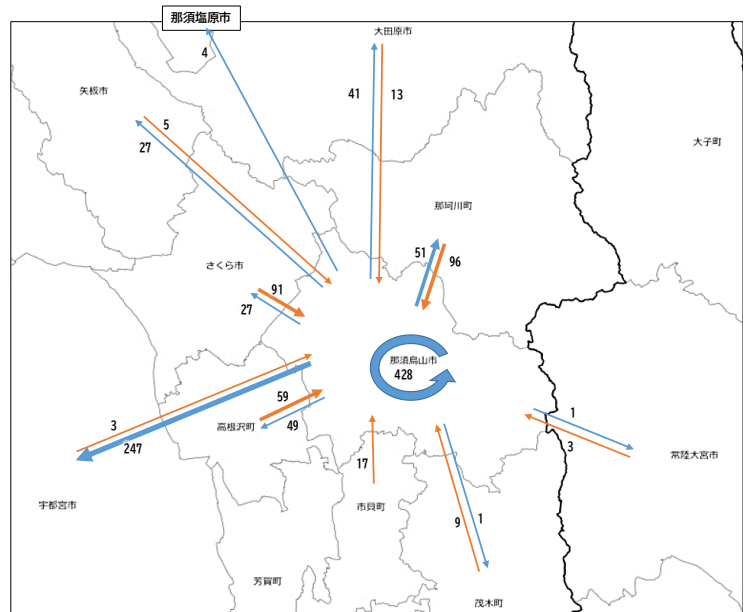 那須塩原市
大田原市
4
矢板市
41
13
5
27
大子町
那珂川町
51
96
さくら市
91
27
那須烏山市
428
3
247
59
49
高根沢町
1
3
常陸大宮市
17
9
1
宇都宮市
市貝町
芳賀町
茂木町